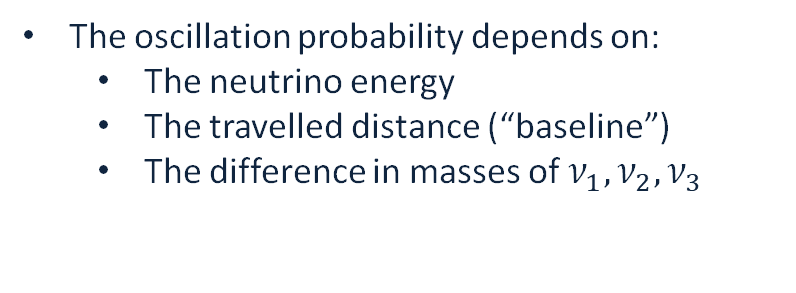 • The oscillation probability depends on:
• The neutrino energy
• The travelled distance (“baseline”)
• The difference in masses of 𝜈₁, 𝜈₂, 𝜈₃